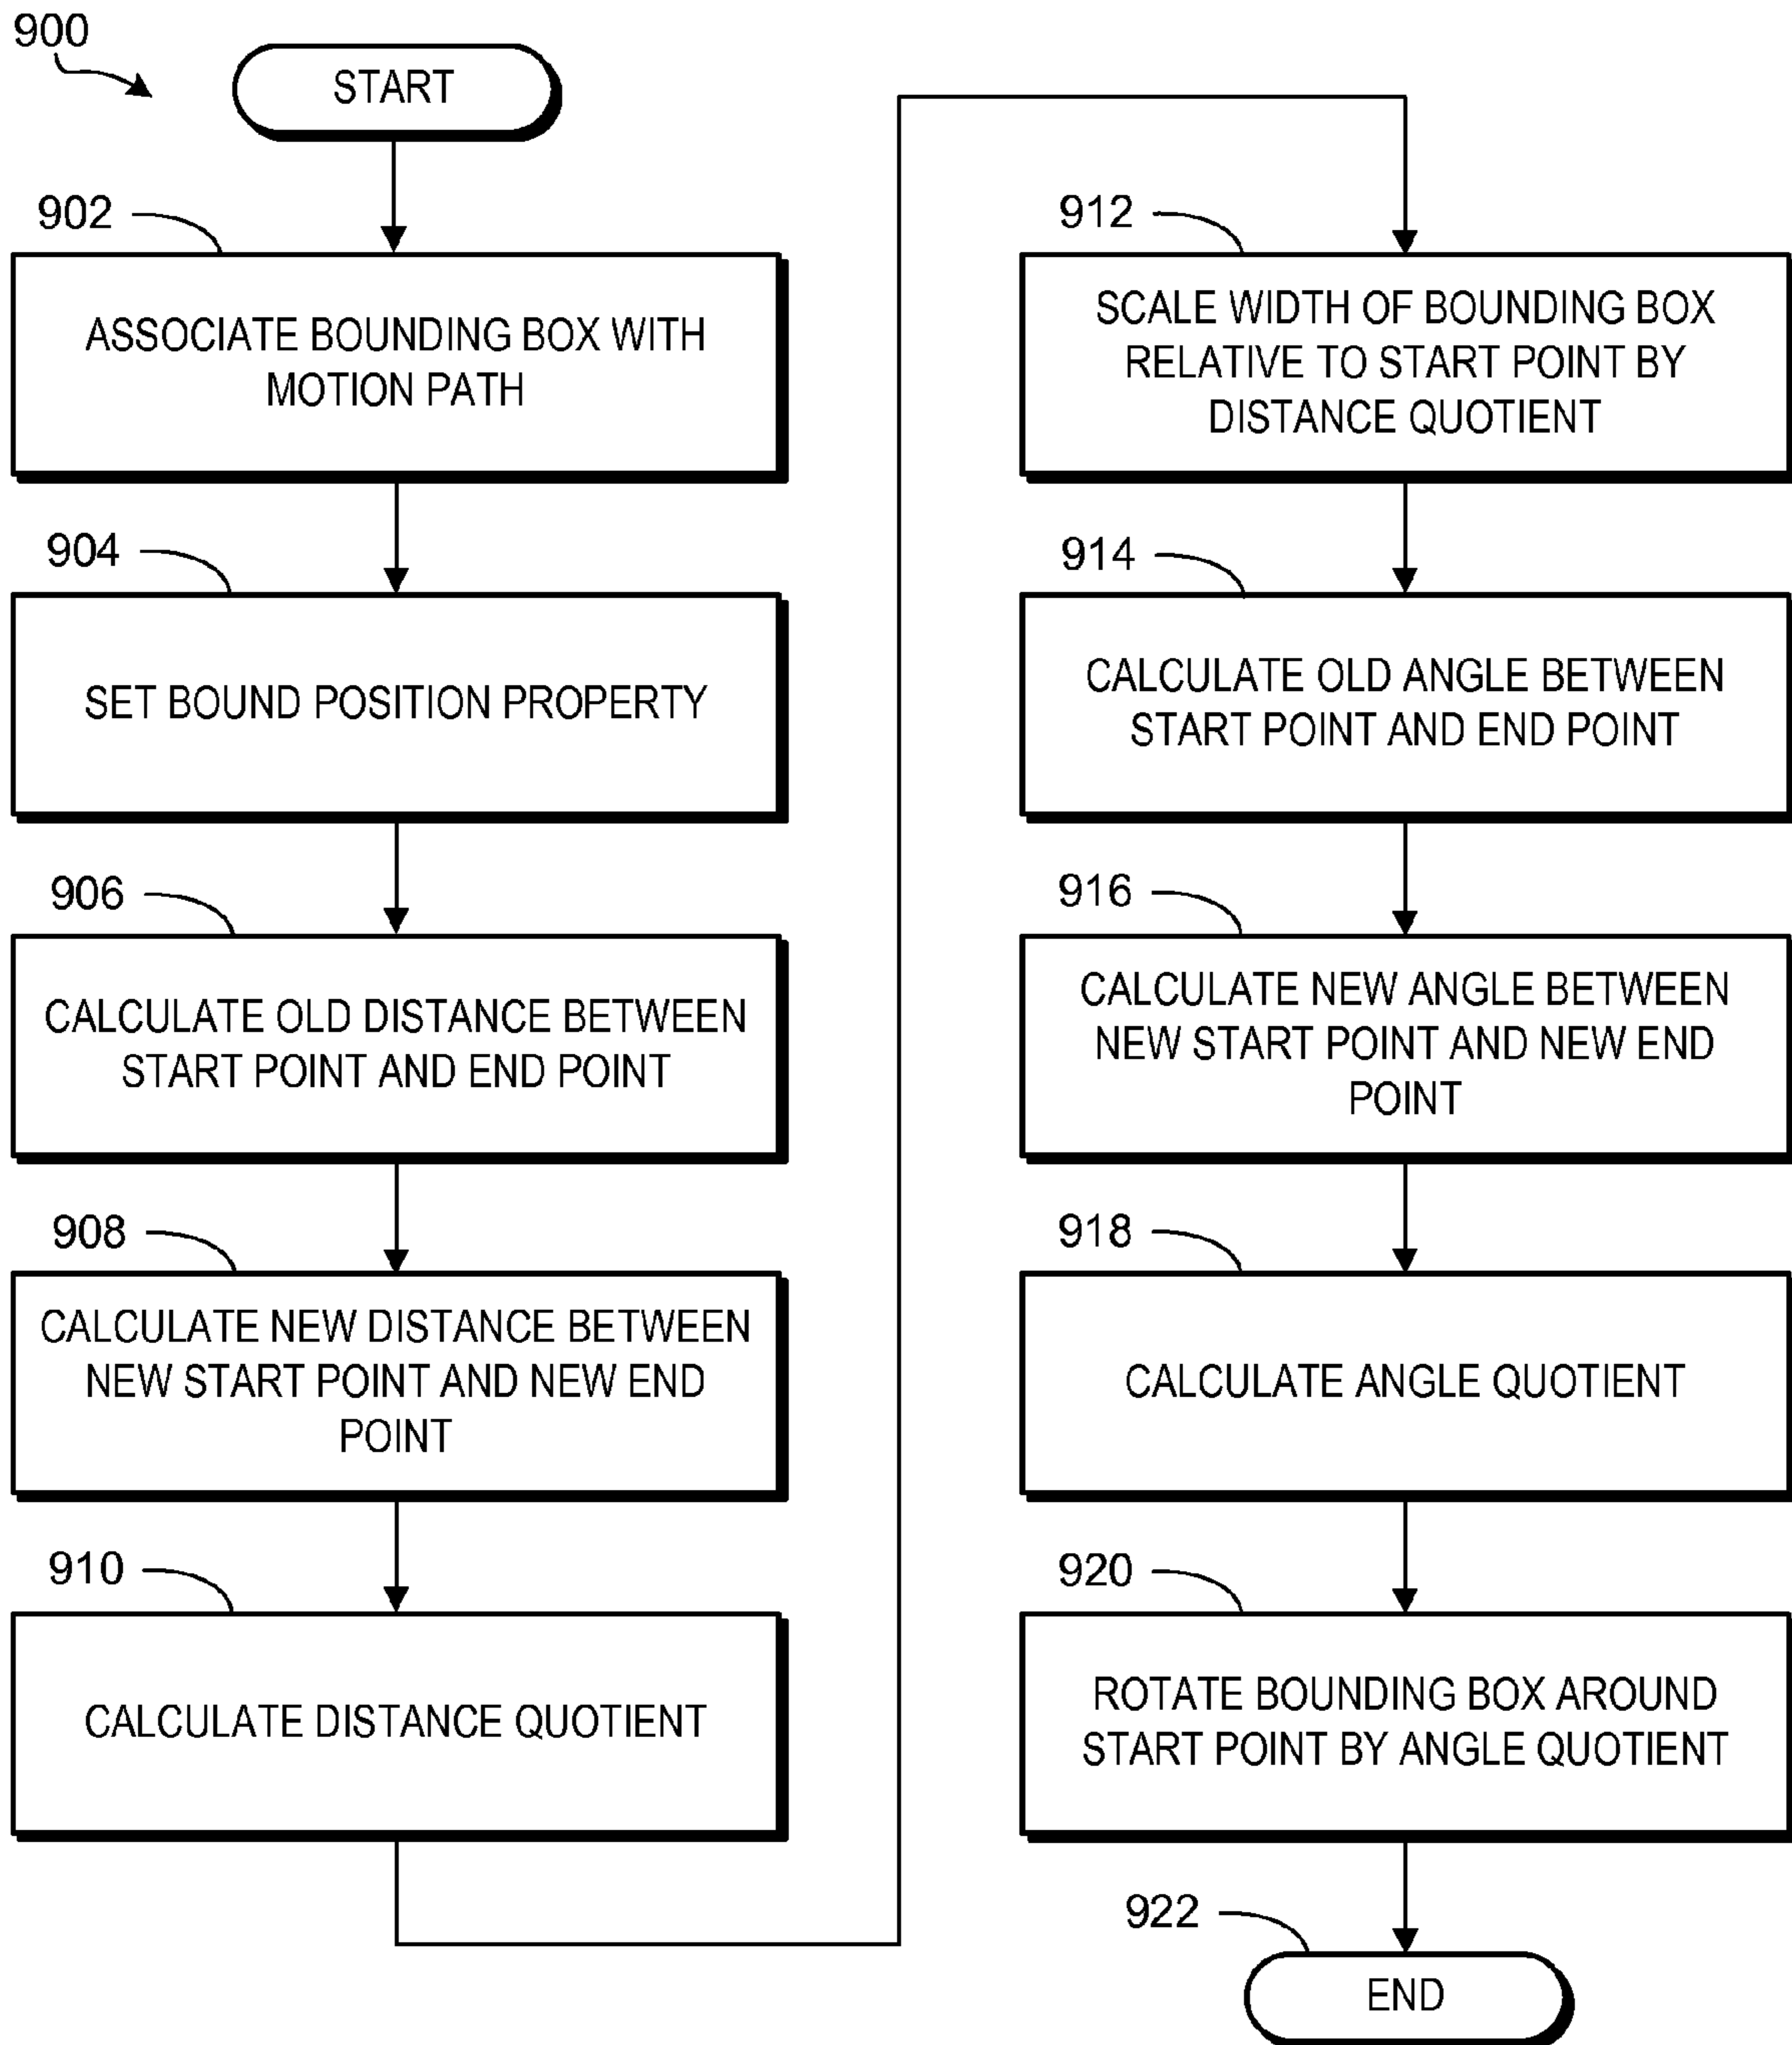 900
START
902
ASSOCIATE BOUNDING BOX WITH
MOTION PATH
904
SET BOUND POSITION PROPERTY
906
CALCULATE OLD DISTANCE BETWEEN
START POINT AND END POINT
908
CALCULATE NEW DISTANCE BETWEEN
NEW START POINT AND NEW END
POINT
910
CALCULATE DISTANCE QUOTIENT
912
SCALE WIDTH OF BOUNDING BOX
RELATIVE TO START POINT BY
DISTANCE QUOTIENT
914
CALCULATE OLD ANGLE BETWEEN
START POINT AND END POINT
916
CALCULATE NEW ANGLE BETWEEN
NEW START POINT AND NEW END
POINT
918
CALCULATE ANGLE QUOTIENT
920
ROTATE BOUNDING BOX AROUND
START POINT BY ANGLE QUOTIENT
922
END